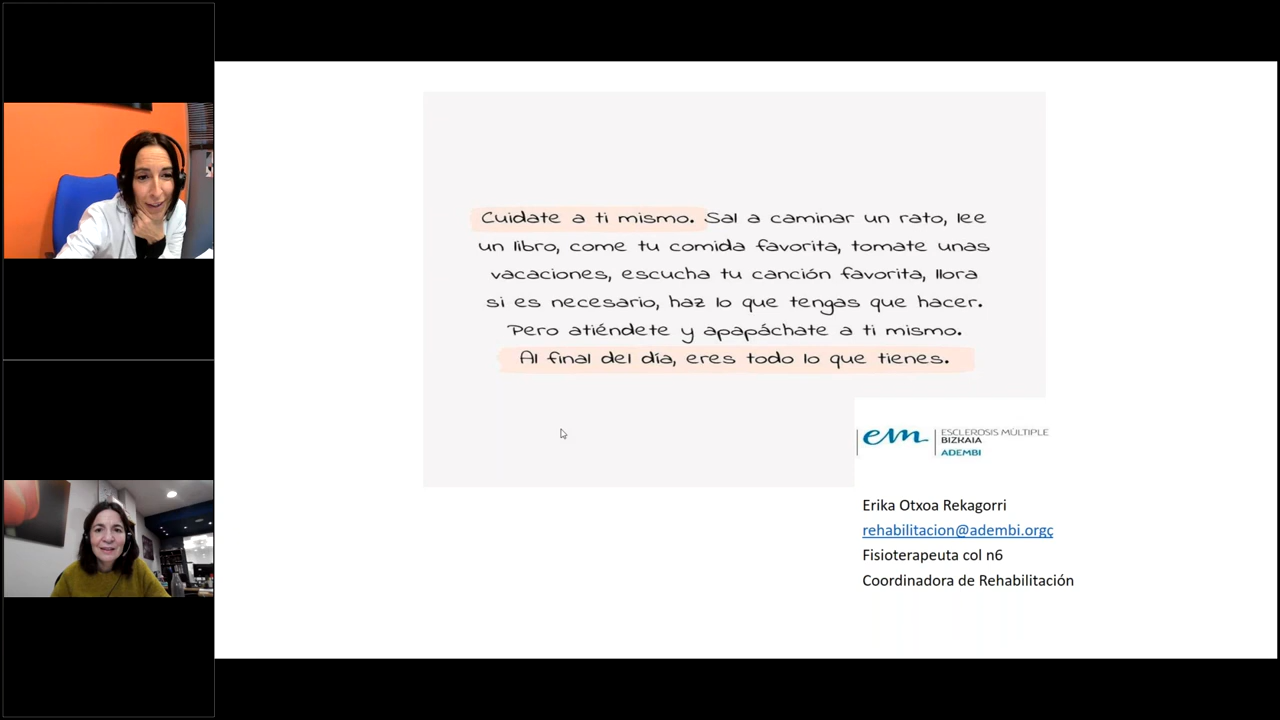 Cuidate a ti mismo. Sal a caminar un rato, lee
un libro, come tu comida favorita, tomate unas
vacaciones, escucha tu canción favorita, llora
si es necesario, haz lo que tengas que hacer.
Pero atiéndete y apapáchate a ti mismo.
Al final del día, eres todo lo que tienes.
em
ESCLEROSIS MÚLTIPLE
BIZKAIA
ADEMBI
Erika Otxoa Rekagorri
rehabilitacion@adembi.orgç
Fisioterapeuta col n6
Coordinadora de Rehabilitación